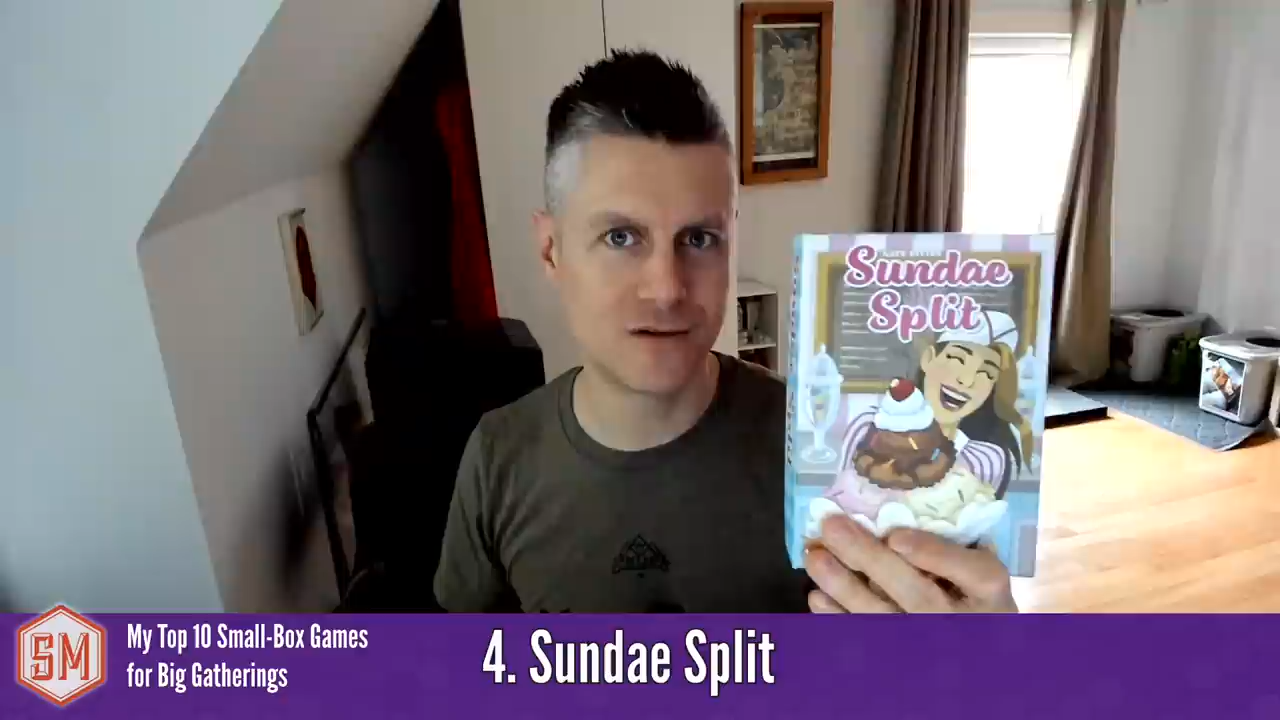 Sundae
Split
SM
My Top 10 Small-Box Games
for Big Gatherings
4. Sundae Split